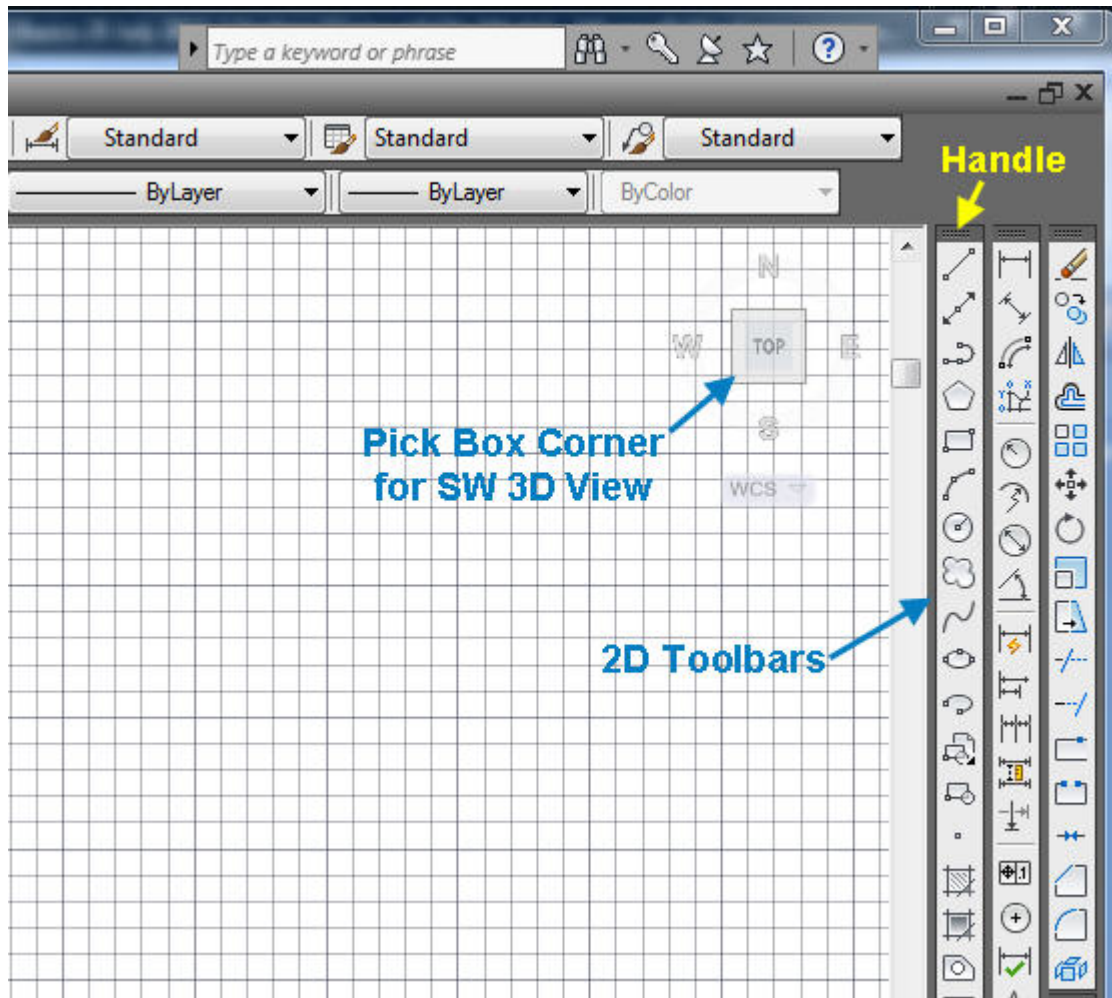 Type a keyword or phrase
?
Standard
Standard
Standard
ByLayer
ByLayer
ByColor
Handle
N
W
TOP
E
S
WCS
Pick Box Corner
for SW 3D View
2D Toolbars